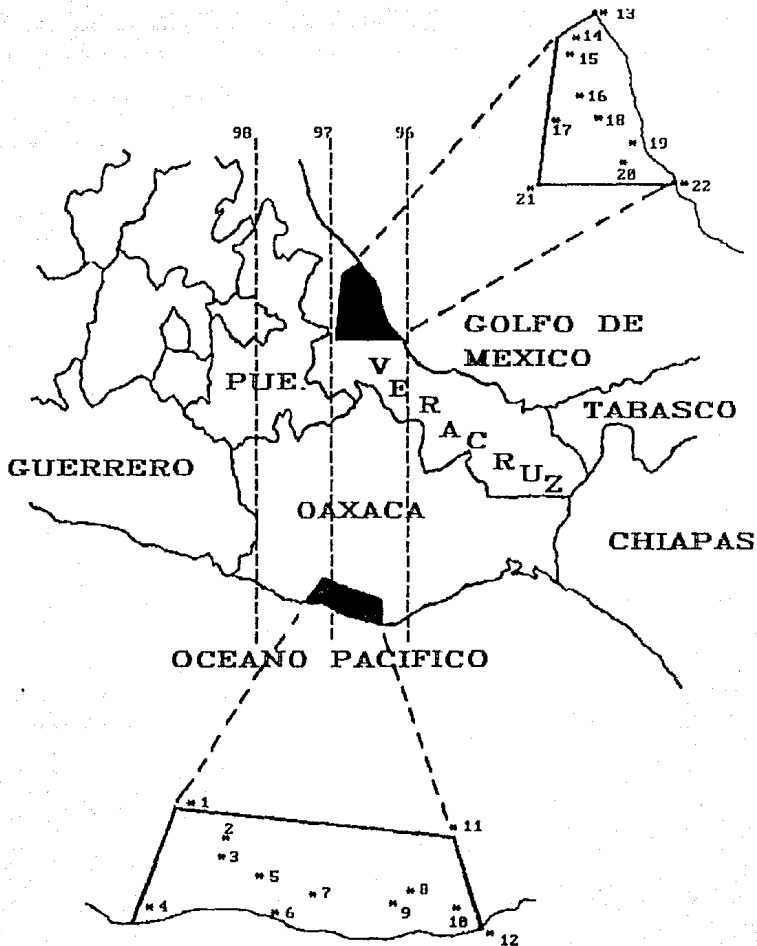 * 13
* 14
* 15
* 16
* 17
* 18
* 19
* 20
* 21
* 22
98
97
96
GOLFO DE
MEXICO
PUE.
VERACRUZ
TABASCO
GUERRERO
OAXACA
CHIAPAS
OCEANO PACIFICO
* 1
* 2
* 3
* 4
* 5
* 6
* 7
* 8
* 9
* 10
* 11
* 12